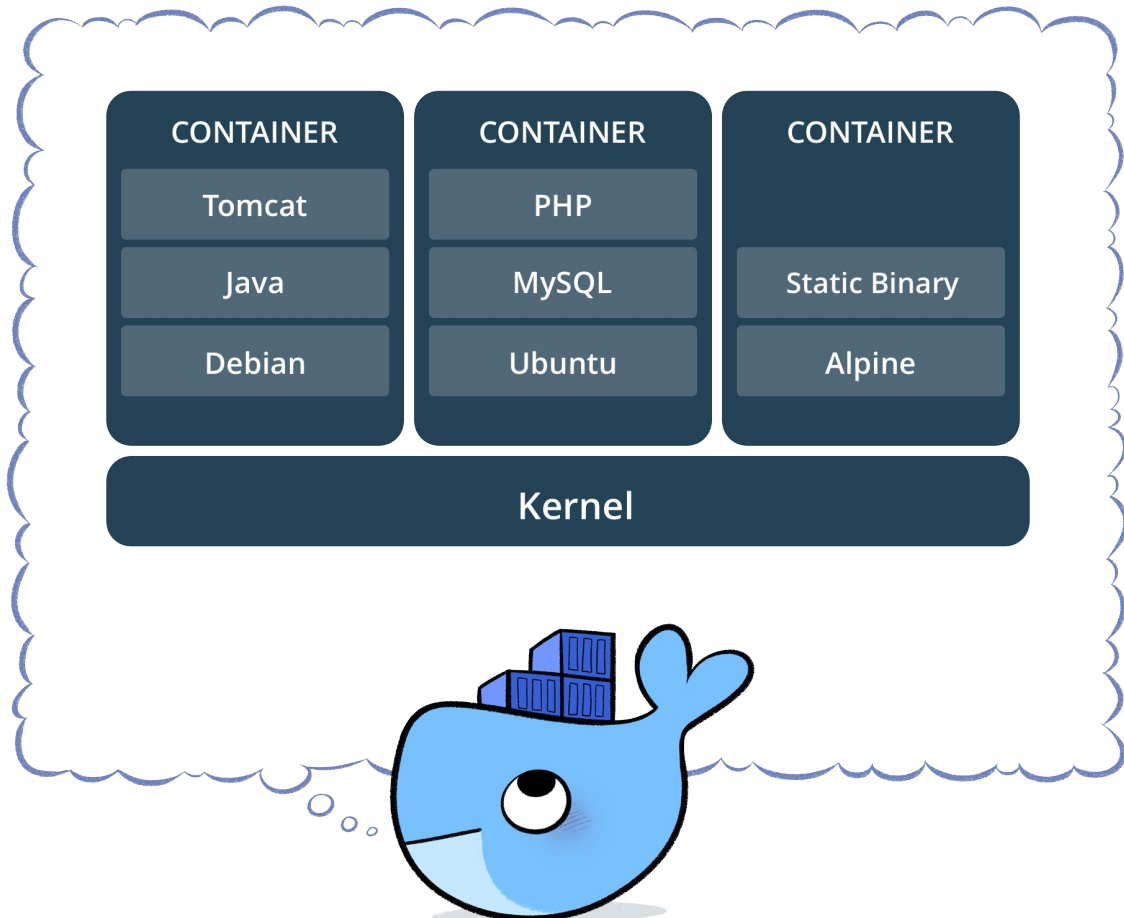 CONTAINER
Tomcat
Java
Debian
CONTAINER
PHP
MySQL
Ubuntu
CONTAINER
Static Binary
Alpine
Kernel